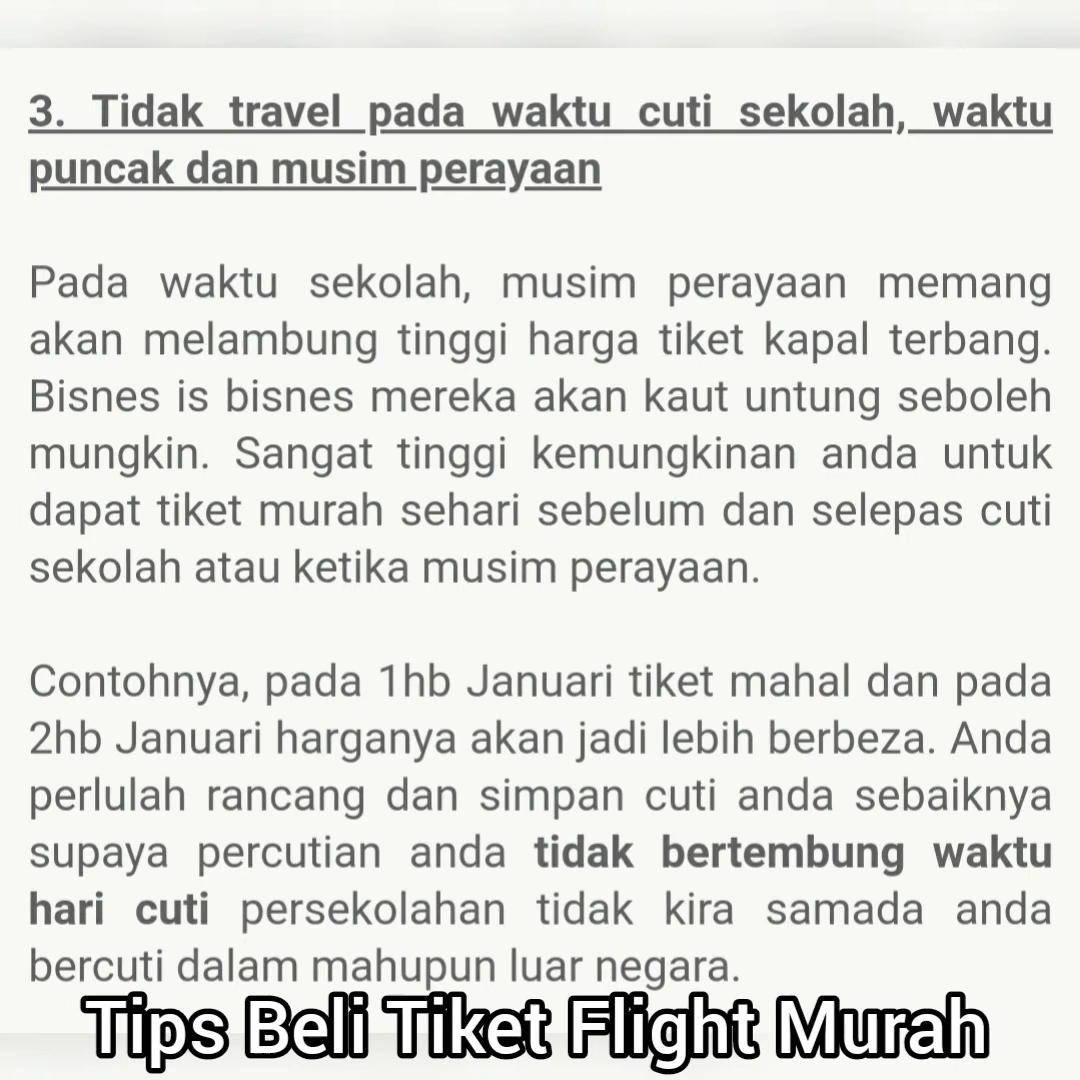 3. Tidak travel pada waktu cuti sekolah, waktu
puncak dan musim perayaan
Pada waktu sekolah, musim perayaan memang
akan melambung tinggi harga tiket kapal terbang.
Bisnes is bisnes mereka akan kaut untung seboleh
mungkin. Sangat tinggi kemungkinan anda untuk
dapat tiket murah sehari sebelum dan selepas cuti
sekolah atau ketika musim perayaan.
Contohnya, pada 1hb Januari tiket mahal dan pada
2hb Januari harganya akan jadi lebih berbeza. Anda
perlulah rancang dan simpan cuti anda sebaiknya
supaya percutian anda tidak bertembung waktu
hari cuti persekolahan tidak kira samada anda
bercuti dalam mahupun luar negara.
Tips Beli Tiket Flight Murah